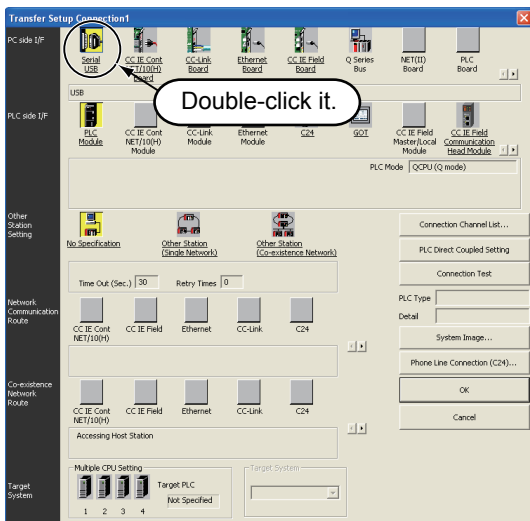 Transfer Setup Connection1
PC side I/F
Serial
USB
CC IE Cont
NET/10(H)
Board
CC-Link
Board
Ethernet
Board
CC IE Field
Board
Q Series
Bus
NET(II)
Board
PLC
Board
USB
Double-click it.
PLC side I/F
PLC
Module
CC IE Cont
NET/10(H)
Module
CC-Link
Module
Ethernet
Module
C24
GOT
CC IE Field
Master/Local
Module
CC IE Field
Communication
Head Module
PLC Mode QCPU (Q mode)
Other
Station
Setting
No Specification
Other Station
(Single Network)
Other Station
(Co-existence Network)
Time Out (Sec.) 30 Retry Times 0
Connection Channel List...
PLC Direct Coupled Setting
Connection Test
PLC Type
Detail
System Image...
Phone Line Connection (C24)...
OK
Cancel
Network
Communication
Route
CC IE Cont
NET/10(H)
CC IE Field
Ethernet
CC-Link
C24
Co-existence
Network
Route
CC IE Cont
NET/10(H)
CC IE Field
Ethernet
CC-Link
C24
Accessing Host Station
Target
System
Multiple CPU Setting
1 2 3 4
Target PLC
Not Specified
Target System